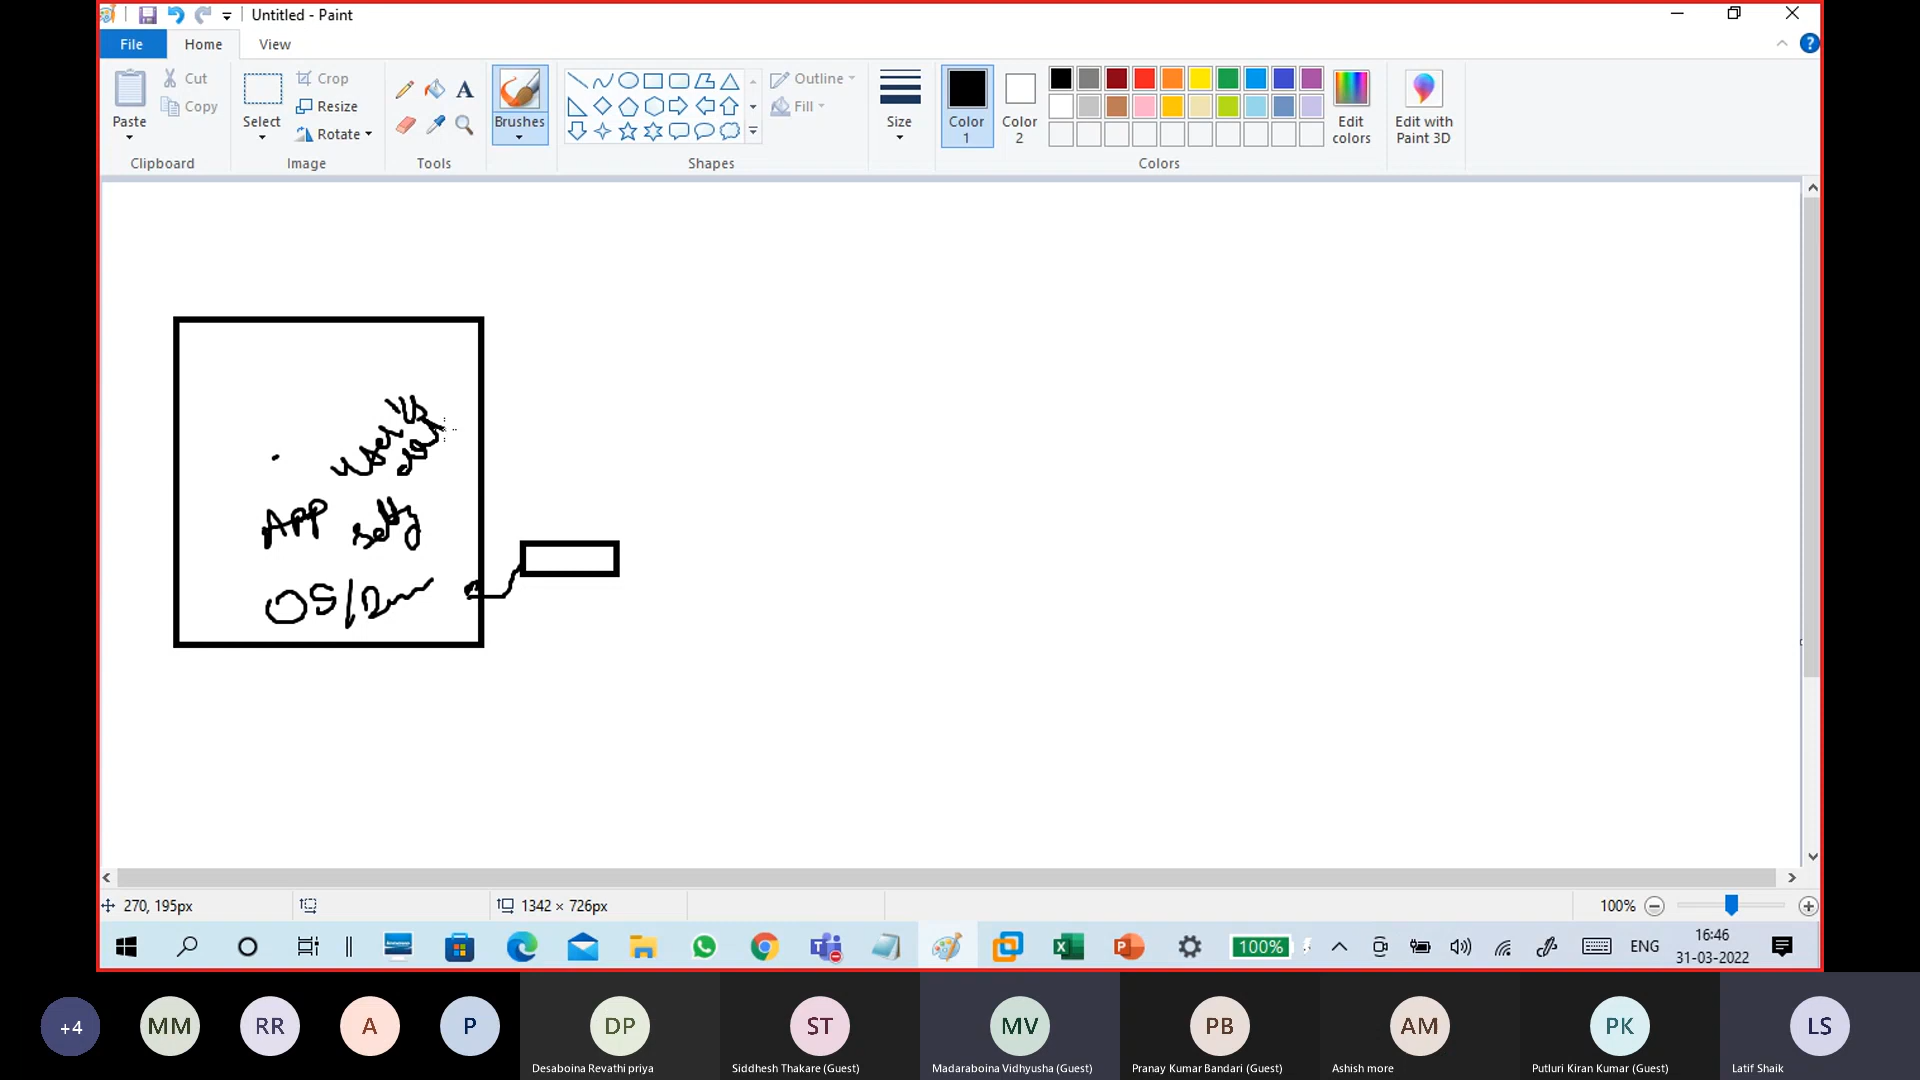 Untitled - Paint
File Home View
Cut
Copy
Paste
Crop
Resize
Rotate
Select
Brushes
Outline
Fill
Size
Color 1
Color 2
Edit colors
Edit with Paint 3D
Clipboard Image Tools Shapes Colors
user
APP
OS/
270, 195px
1342 × 726px
100%
100%
ENG
16:46
31-03-2022
+4 MM RR A P DP ST MV PB AM PK LS
Desaboina Revathi priya
Siddhesh Thakare (Guest)
Madaraboina Vidhyusha (Guest)
Pranay Kumar Bandari (Guest)
Ashish more
Putluri Kiran Kumar (Guest)
Latif Shaik